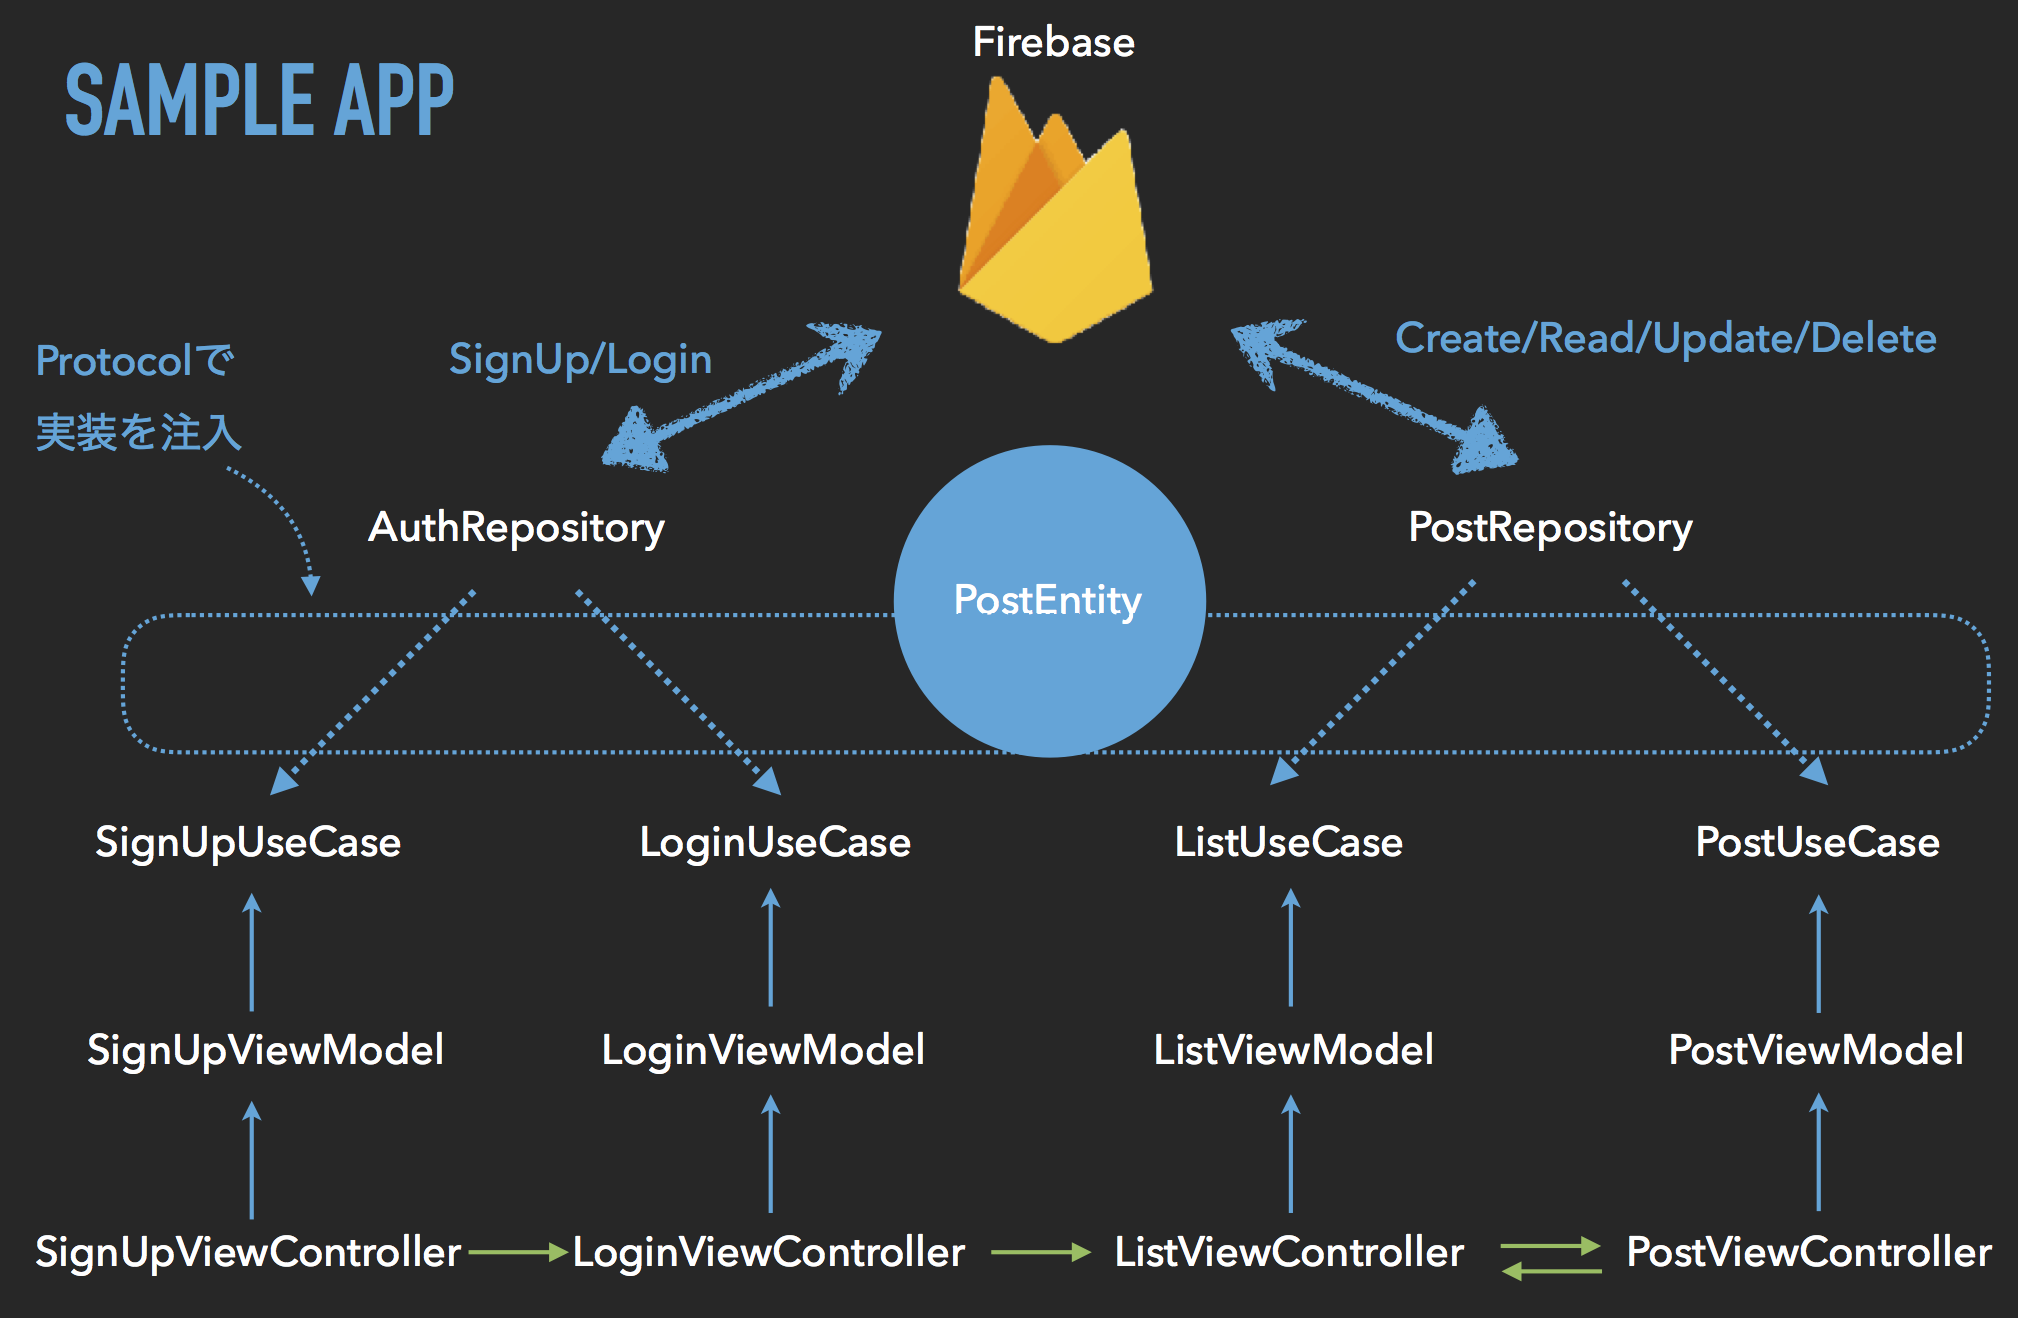 SAMPLE APP
Firebase
Protocolで
実装を注入
SignUp/Login
Create/Read/Update/Delete
AuthRepository
PostEntity
PostRepository
SignUpUseCase
LoginUseCase
ListUseCase
PostUseCase
SignUpViewModel
LoginViewModel
ListViewModel
PostViewModel
SignUpViewController
LoginViewController
ListViewController
PostViewController